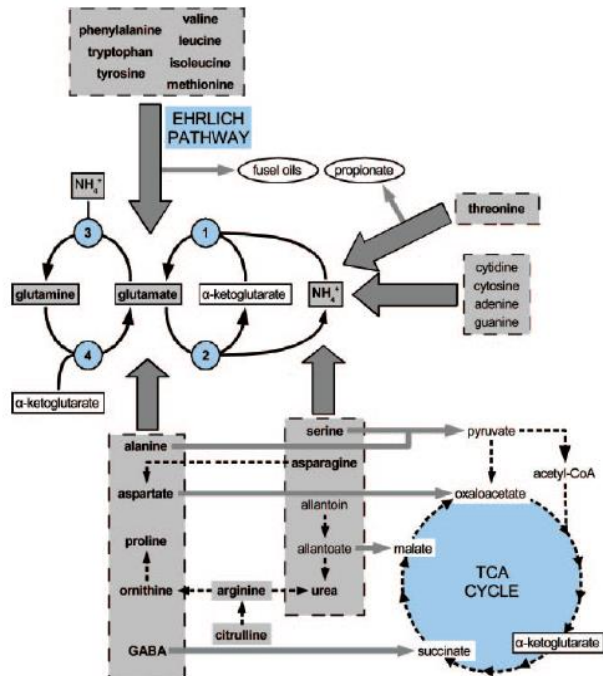 phenylalanine
tryptophan
tyrosine
valine
leucine
isoleucine
methionine
EHRLICH
PATHWAY
fusel oils
propionate
NH₄⁺
threonine
3
1
cytidine
cytosine
adenine
guanine
glutamine
glutamate
α-ketoglutarate
NH₄⁺
4
2
α-ketoglutarate
serine
pyruvate
alanine
asparagine
acetyl-CoA
aspartate
oxaloacetate
allantoin
proline
allantoate
malate
TCA
CYCLE
ornithine
arginine
urea
citrulline
α-ketoglutarate
GABA
succinate